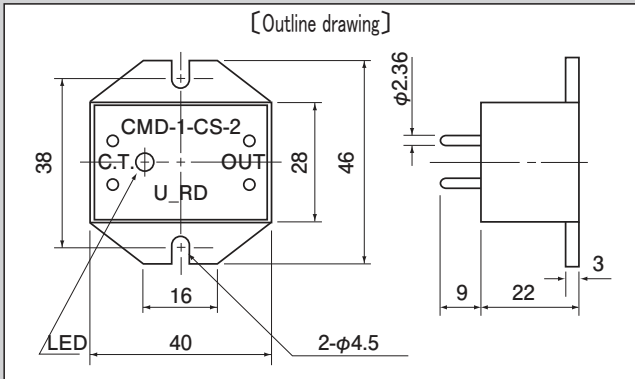 [Outline drawing]
CMD-1-CS-2
C.T.
OUT
U_RD
38
28
46
16
40
LED
2-φ4.5
φ2.36
9
22
3